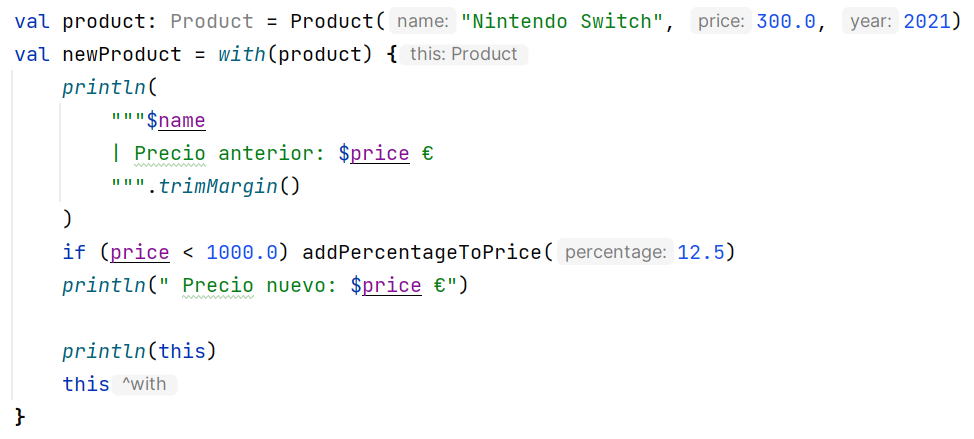 val product: Product = Product( name: "Nintendo Switch", price: 300.0, year: 2021)
val newProduct = with(product) { this: Product
    println(
        """$name
        | Precio anterior: $price €
        """.trimMargin()
    )
    if (price < 1000.0) addPercentageToPrice( percentage: 12.5)
    println(" Precio nuevo: $price €")

    println(this)
    this ^with
}